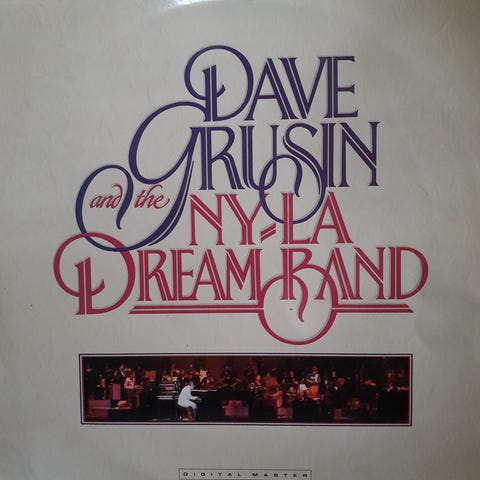 DAVE
GRUSIN
and the
NY-LA
DREAM BAND
DIGITAL MASTER